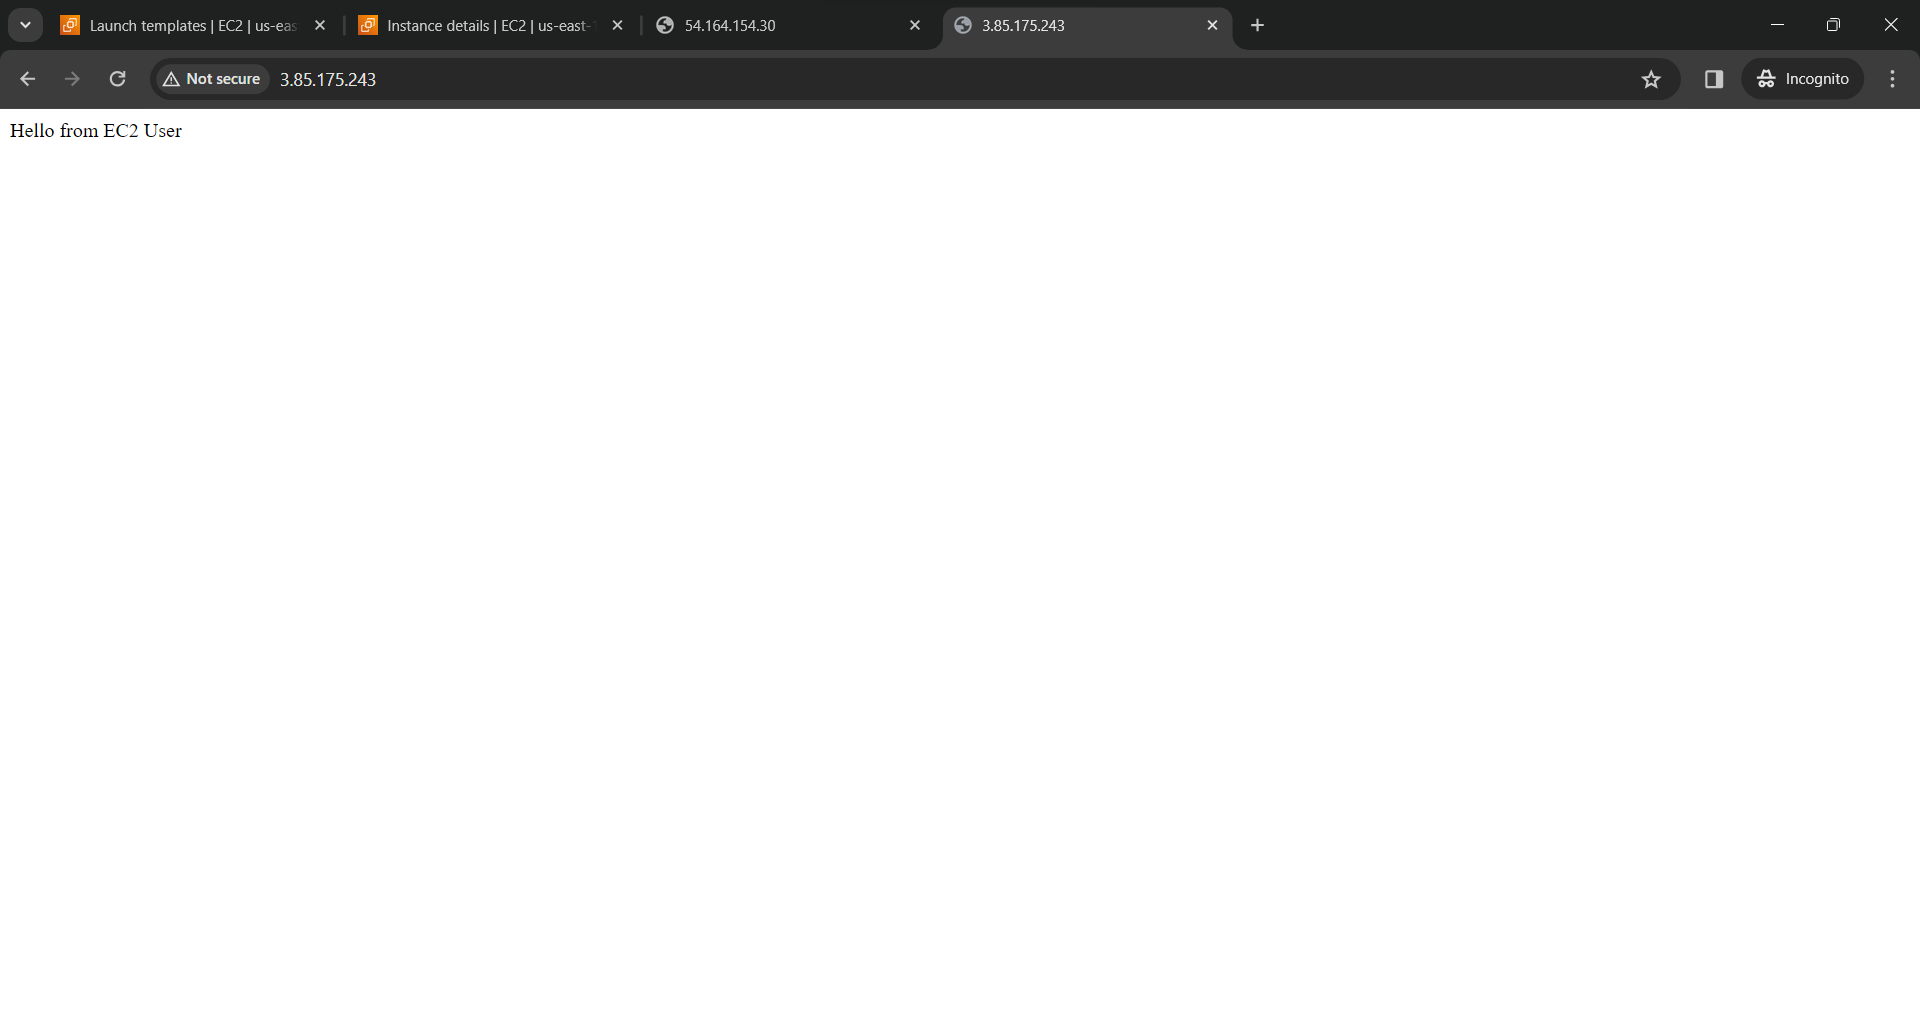 Launch templates | EC2 | us-eas
Instance details | EC2 | us-east-1
54.164.154.30
3.85.175.243
Not secure
3.85.175.243
Incognito
Hello from EC2 User